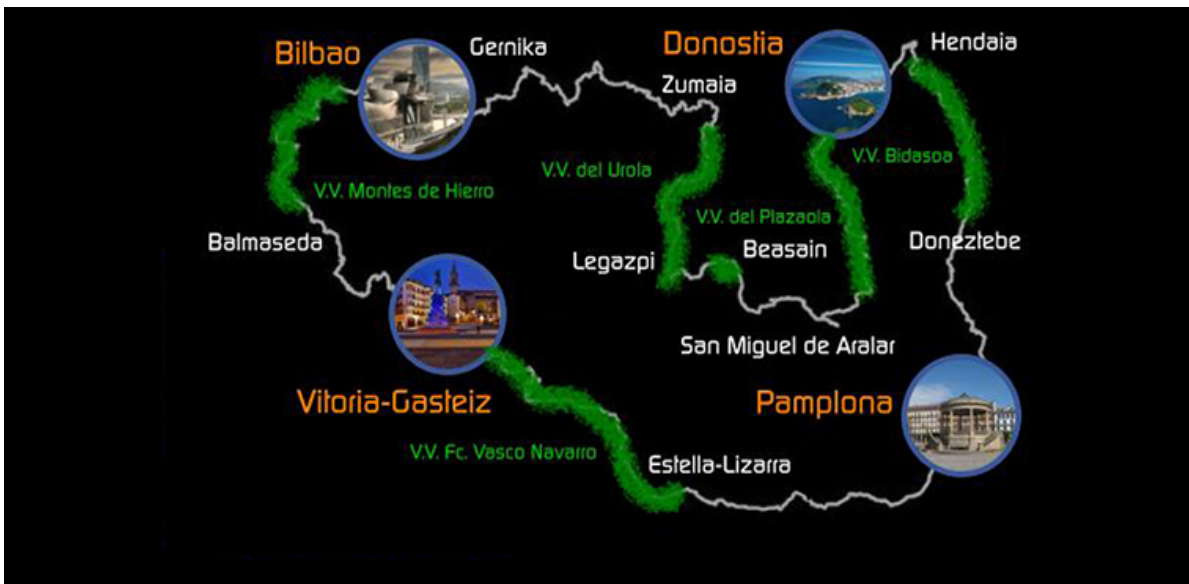 Bilbao
Gernika
Donostia
Hendaia
Zumaia
V.V. del Urola
V.V. Bidasoa
V.V. Montes de Hierro
V.V. del Plazaola
Balmaseda
Legazpi
Beasain
Doneztebe
San Miguel de Aralar
Vitoria-Gasteiz
Pamplona
V.V. Fc. Vasco Navarro
Estella-Lizarra